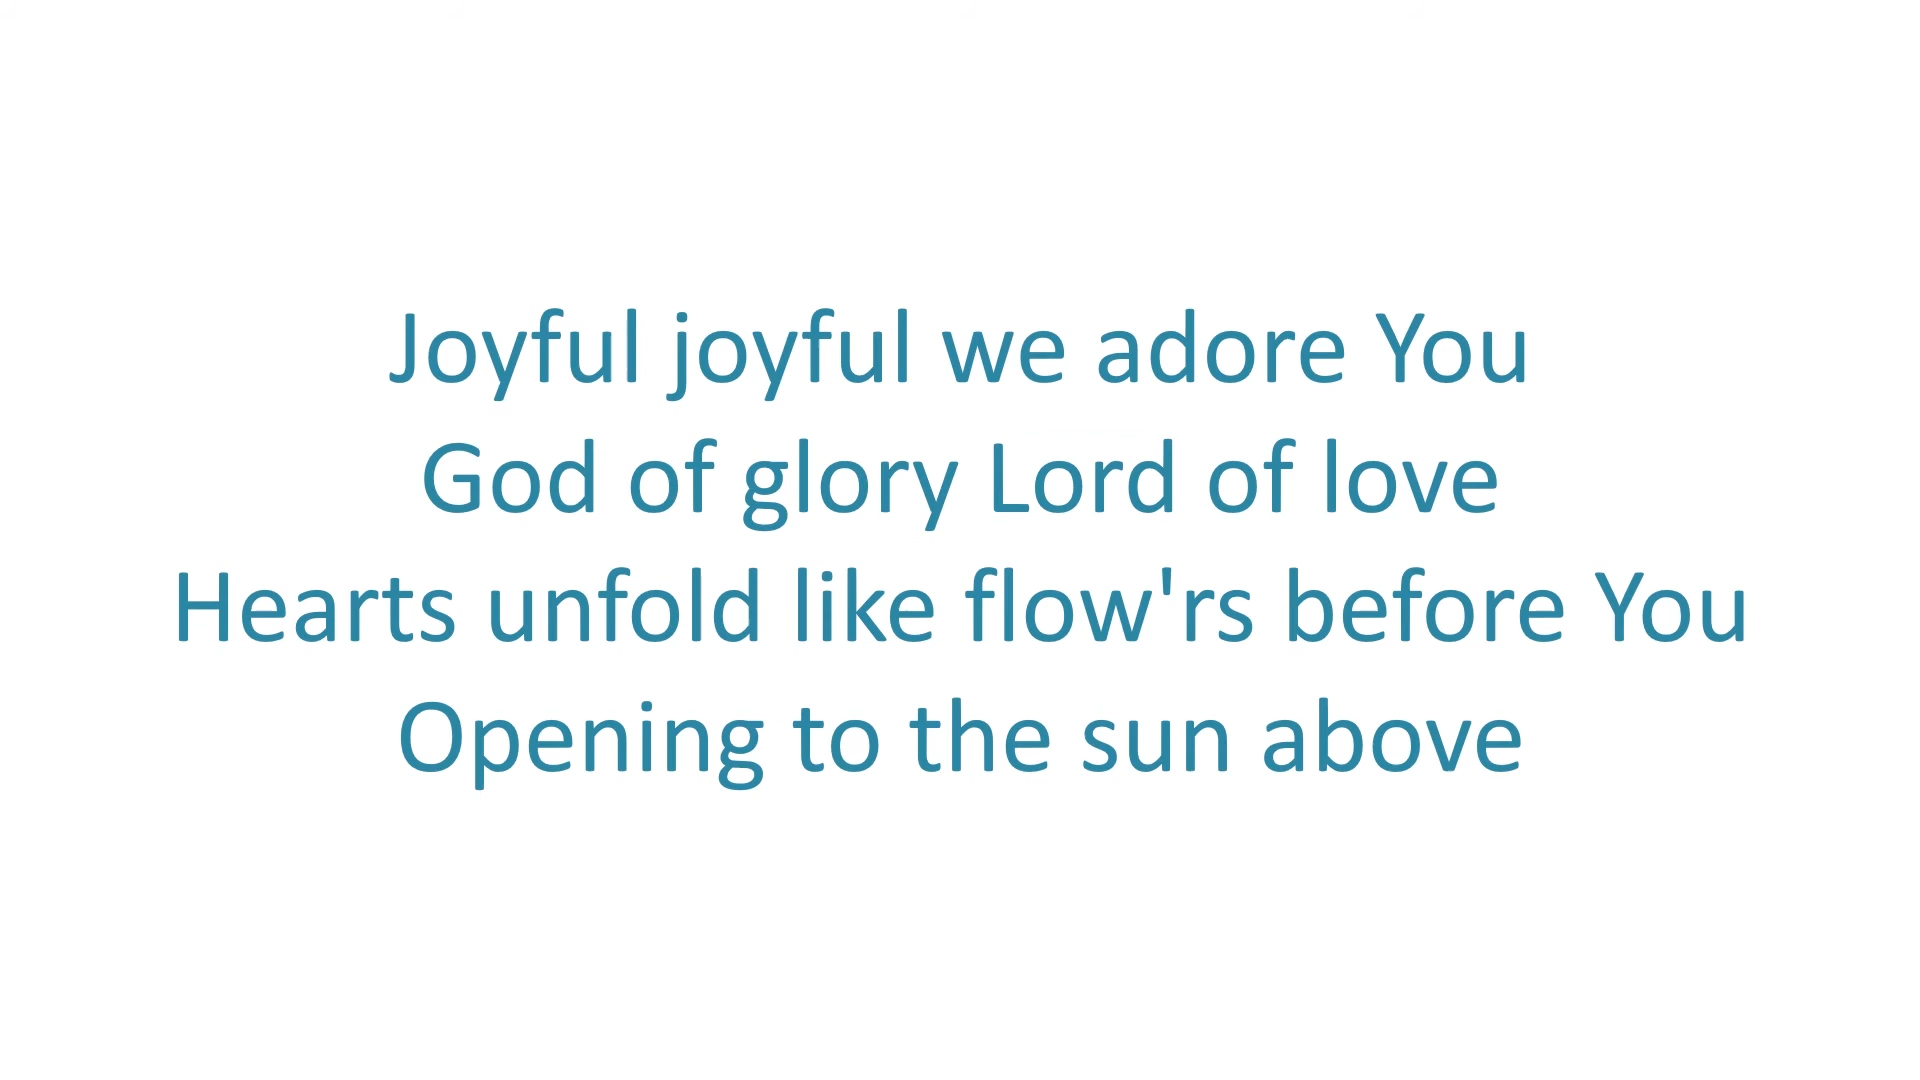 Joyful joyful we adore You
God of glory Lord of love
Hearts unfold like flow'rs before You
Opening to the sun above